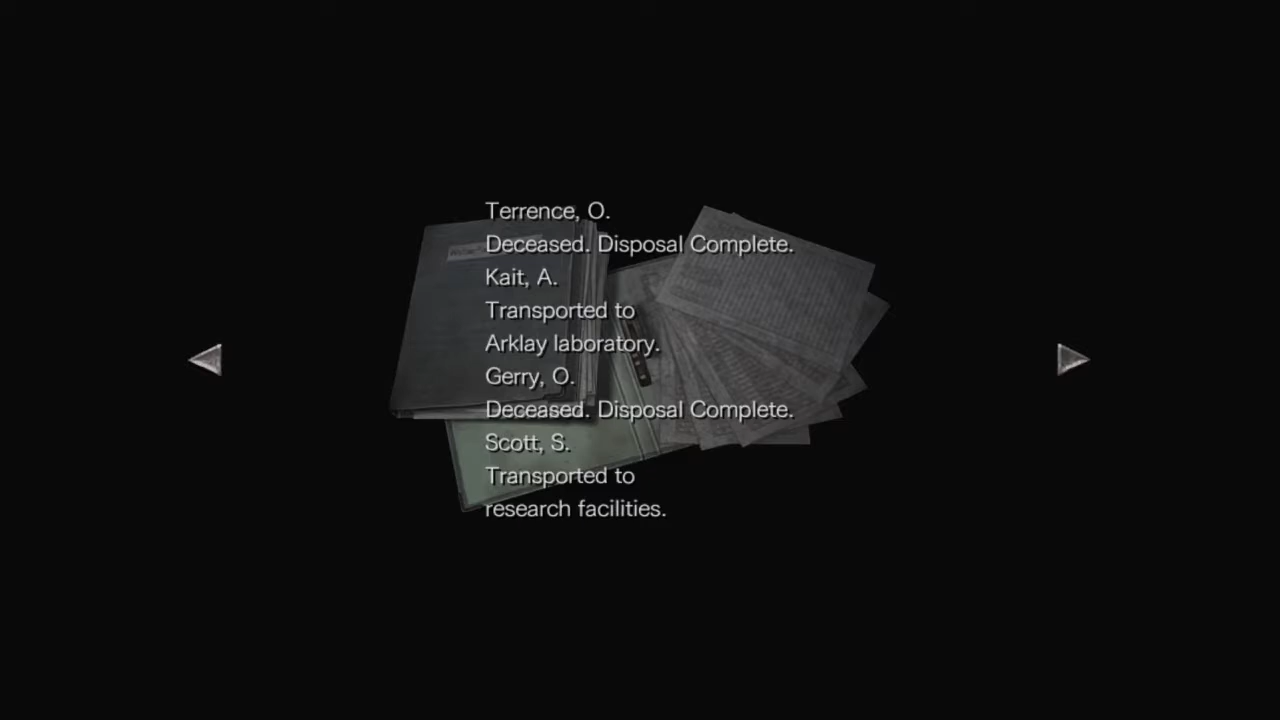 Terrence, O.
Deceased. Disposal Complete.
Kait, A.
Transported to
Arklay laboratory.
Gerry, O.
Deceased. Disposal Complete.
Scott, S.
Transported to
research facilities.